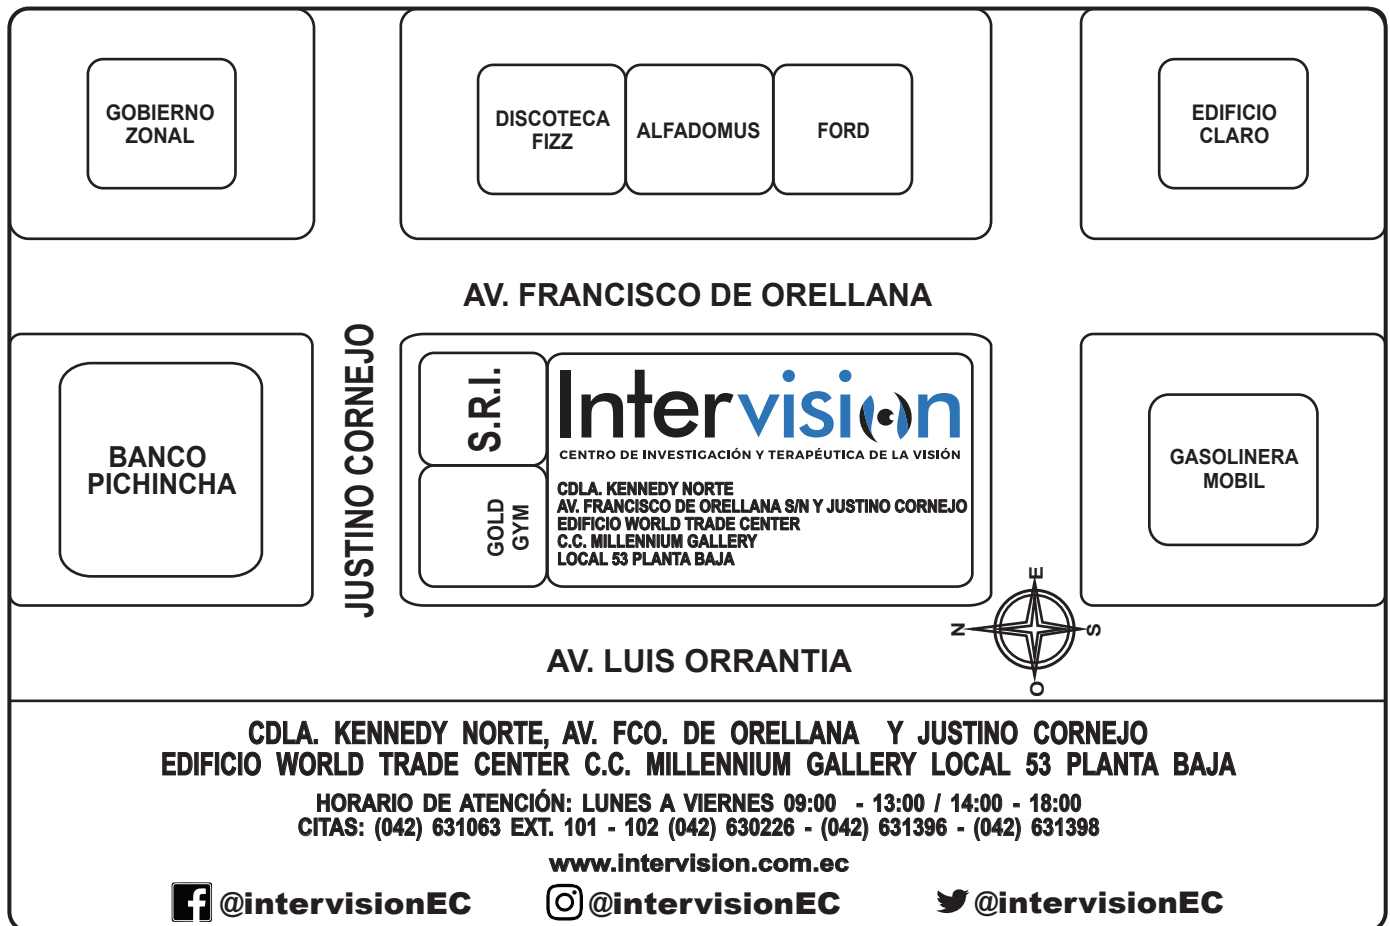 GOBIERNO
ZONAL
DISCOTECA
FIZZ
ALFADOMUS
FORD
EDIFICIO
CLARO
AV. FRANCISCO DE ORELLANA
JUSTINO CORNEJO
BANCO
PICHINCHA
S.R.I.
GOLD
GYM
Intervision
CENTRO DE INVESTIGACIÓN Y TERAPÉUTICA DE LA VISIÓN
CDLA. KENNEDY NORTE
AV. FRANCISCO DE ORELLANA S/N Y JUSTINO CORNEJO
EDIFICIO WORLD TRADE CENTER
C.C. MILLENNIUM GALLERY
LOCAL 53 PLANTA BAJA
GASOLINERA
MOBIL
E
N
S
O
AV. LUIS ORRANTIA
CDLA. KENNEDY NORTE, AV. FCO. DE ORELLANA Y JUSTINO CORNEJO
EDIFICIO WORLD TRADE CENTER C.C. MILLENNIUM GALLERY LOCAL 53 PLANTA BAJA
HORARIO DE ATENCIÓN: LUNES A VIERNES 09:00 - 13:00 / 14:00 - 18:00
CITAS: (042) 631063 EXT. 101 - 102 (042) 630226 - (042) 631396 - (042) 631398
www.intervision.com.ec
@intervisionEC
@intervisionEC
@intervisionEC